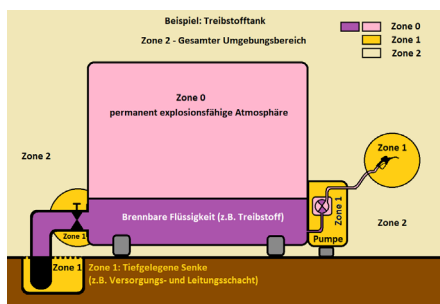 Beispiel: Treibstofftank
Zone 2 - Gesamter Umgebungsbereich
Zone 0
Zone 1
Zone 2
Zone 0
permanent explosionsfähige Atmosphäre
Zone 1
Zone 2
Zone 1
Brennbare Flüssigkeit (z.B. Treibstoff)
Zone 2
Zone 1
Pumpe
Zone 1
Zone 1: Tiefgelegene Senke
(z.B. Versorgungs- und Leitungsschacht)